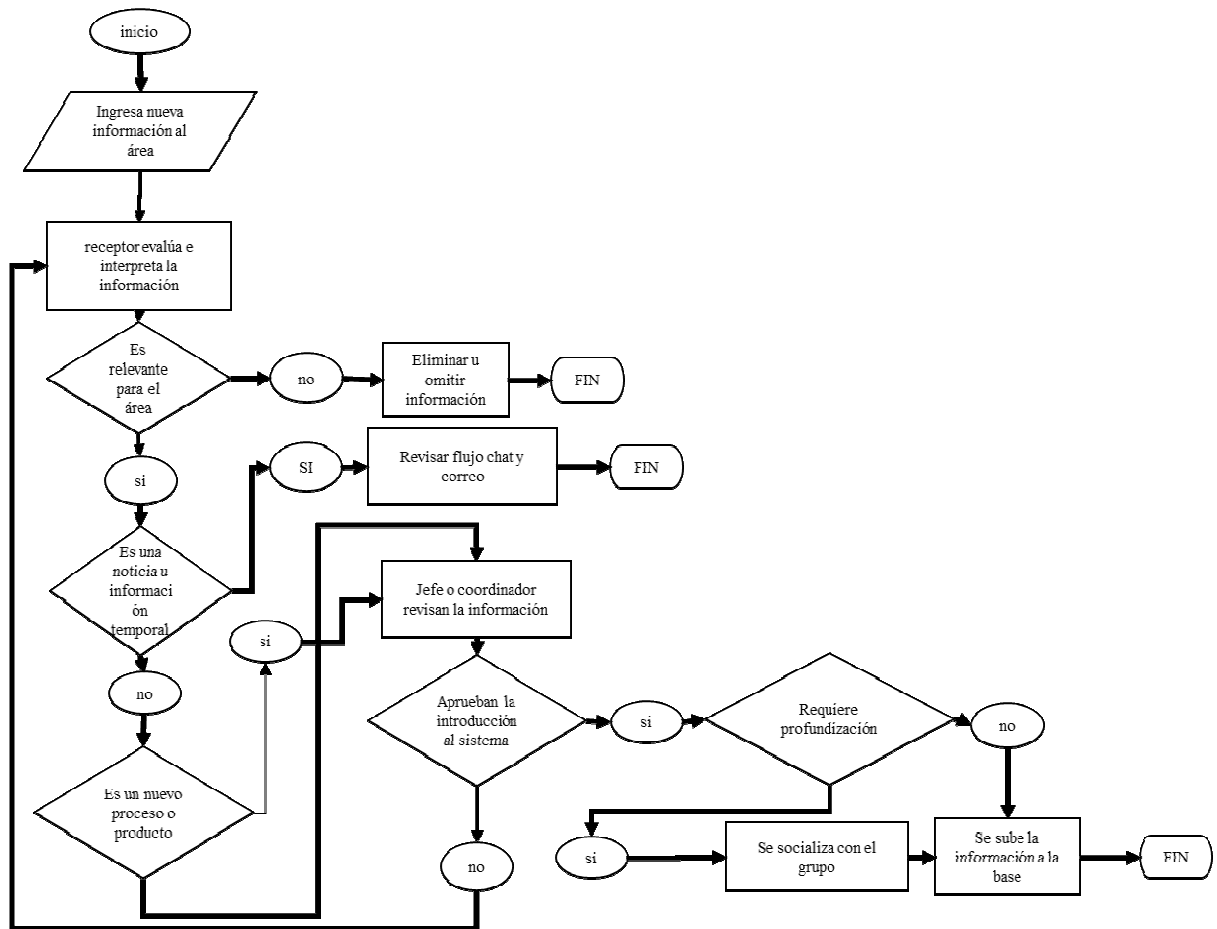 inicio
Ingresa nueva
información al
área
receptor evalúa e
interpreta la
información
Es
relevante
para el
área
no
Eliminar u
omitir
información
FIN
si
SI
Revisar flujo chat y
correo
FIN
Es una
noticia u
informaci
ón
temporal
no
Es un nuevo
proceso o
producto
si
Jefe o coordinador
revisan la información
Aprueban la
introducción
al sistema
si
Requiere
profundización
no
no
si
Se socializa con el
grupo
Se sube la
información a la
base
FIN